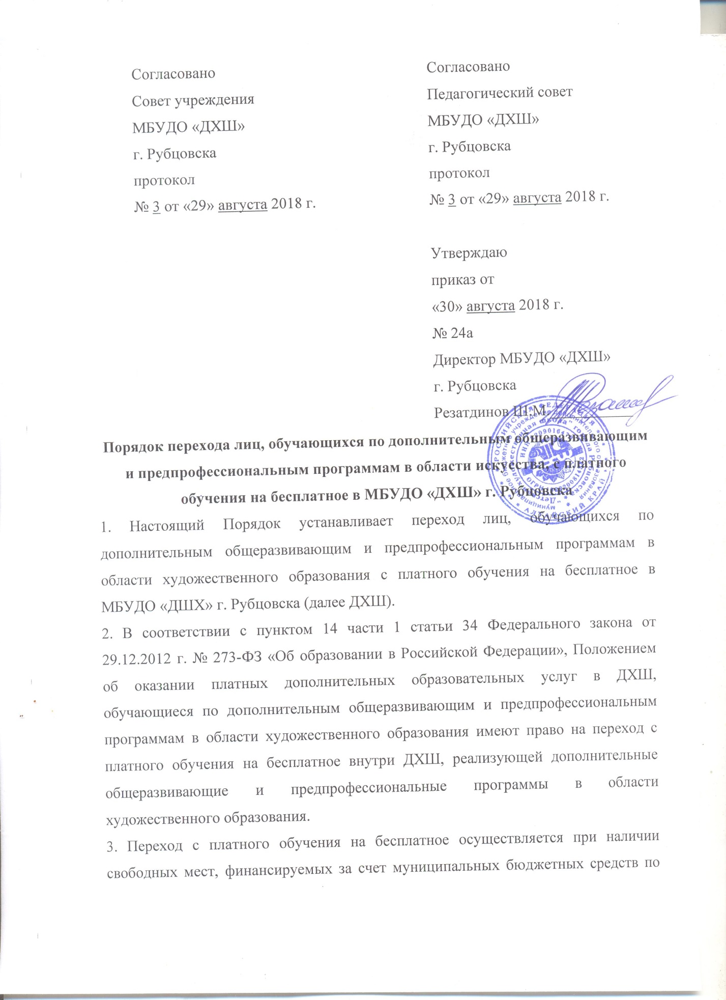 Согласовано
Совет учреждения
МБУДО «ДХШ»
г. Рубцовска
протокол
№ 3 от «29» августа 2018 г.
Согласовано
Педагогический совет
МБУДО «ДХШ»
г. Рубцовска
протокол
№ 3 от «29» августа 2018 г.
Утверждаю
приказ от
«30» августа 2018 г.
№ 24а
Директор МБУДО «ДХШ»
г. Рубцовска
Резатдинов Ш.М.
Порядок перехода лиц, обучающихся по дополнительным общеразвивающим
и предпрофессиональным программам в области искусства, с платного
обучения на бесплатное в МБУДО «ДХШ» г. Рубцовска
1. Настоящий Порядок устанавливает переход лиц, обучающихся по
дополнительным общеразвивающим и предпрофессиональным программам в
области художественного образования с платного обучения на бесплатное в
МБУДО «ДШХ» г. Рубцовска (далее ДХШ).
2. В соответствии с пунктом 14 части 1 статьи 34 Федерального закона от
29.12.2012 г. № 273-ФЗ «Об образовании в Российской Федерации», Положением
об оказании платных дополнительных образовательных услуг в ДХШ,
обучающиеся по дополнительным общеразвивающим и предпрофессиональным
программам в области художественного образования имеют право на переход с
платного обучения на бесплатное внутри ДХШ, реализующей дополнительные
общеразвивающие и предпрофессиональные программы в области
художественного образования.
3. Переход с платного обучения на бесплатное осуществляется при наличии
свободных мест, финансируемых за счет муниципальных бюджетных средств по
РОССИЙСКАЯ ФЕДЕРАЦИЯ
АЛТАЙСКИЙ КРАЙ